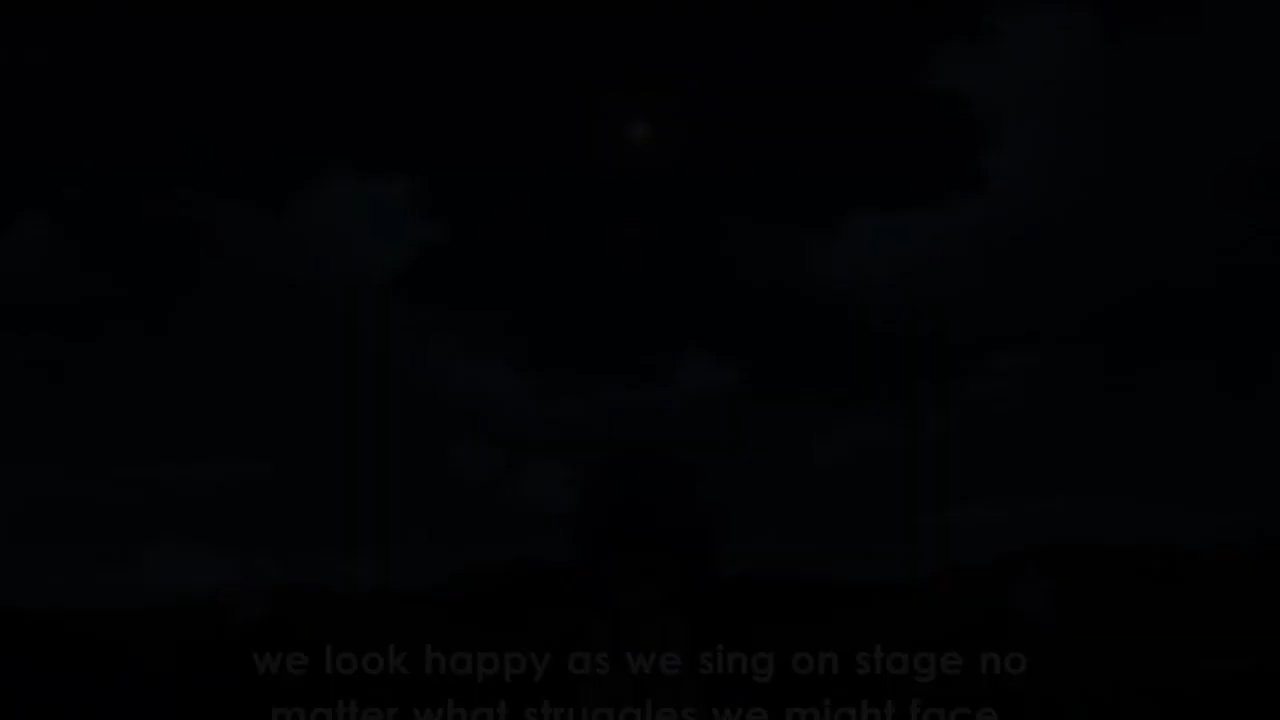 we look happy as we sing on stage no
matter what struggles we might face